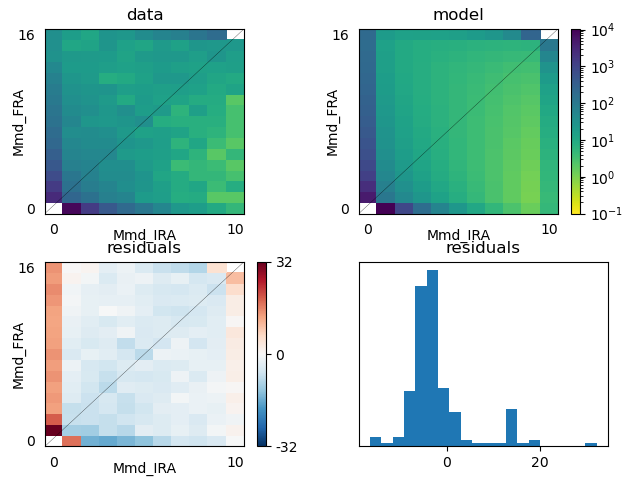 data
model
16
Mmd_FRA
0
0
10
Mmd_IRA
16
Mmd_FRA
0
0
10
Mmd_IRA
10^4
10^3
10^2
10^1
10^0
10^-1
residuals
residuals
16
Mmd_FRA
0
0
10
Mmd_IRA
32
0
-32
0
20